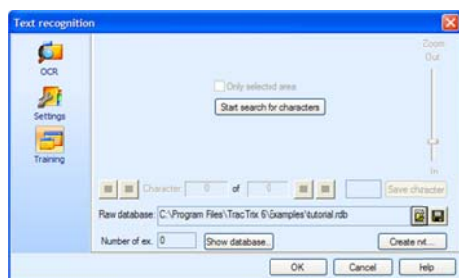 Text recognition
Zoom
Out
OCR
Only selected area
Start search for characters
Settings
Training
In
Character 0 of 0 Save character
Raw database: C:\Program Files\TracTrix 6\Examples\tutorial.rdb
Number of ex. 0 Show database... Create nxt...
OK Cancel Help